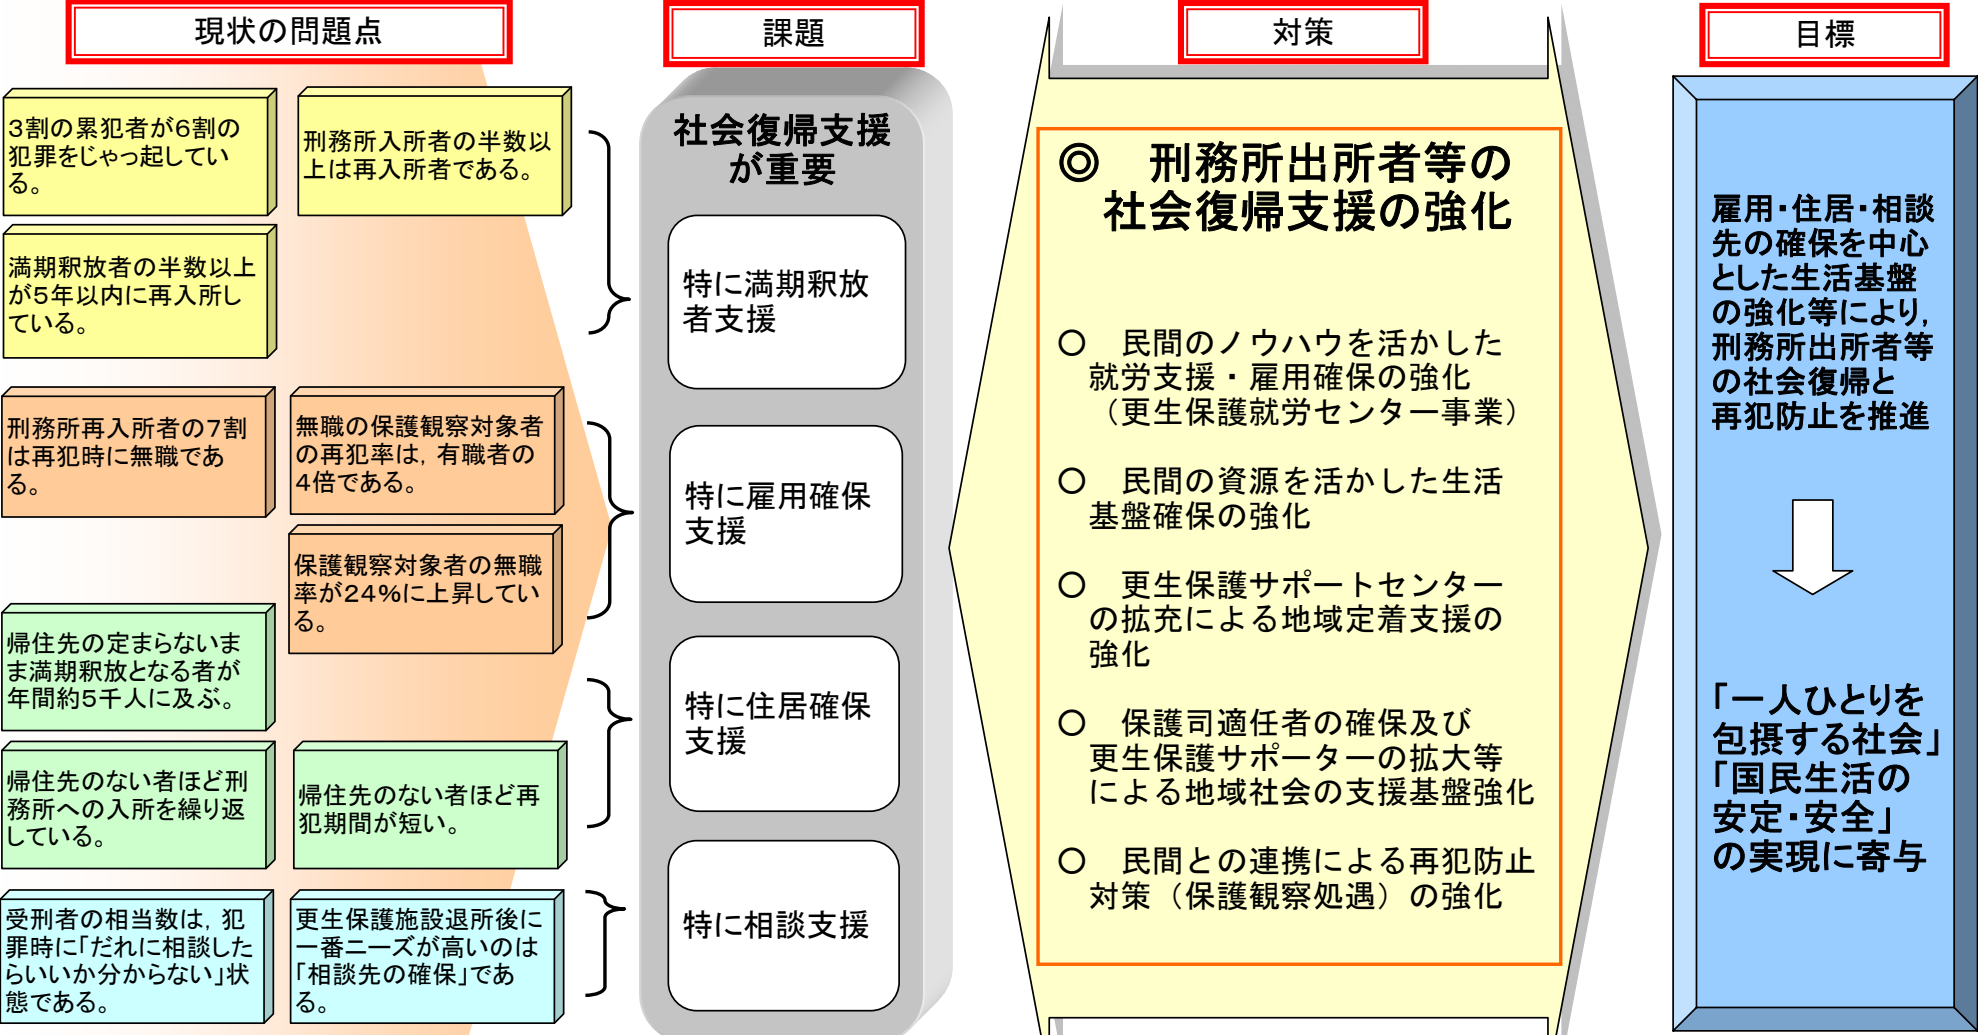 現状の問題点
3割の累犯者が6割の
犯罪をじゃっ起してい
る。
刑務所入所者の半数以
上は再入所者である。
満期釈放者の半数以上
が5年以内に再入所し
ている。
刑務所再入所者の7割
は再犯時に無職であ
る。
無職の保護観察対象者
の再犯率は，有職者の
4倍である。
保護観察対象者の無職
率が24％に上昇してい
る。
帰住先の定まらないま
ま満期釈放となる者が
年間約5千人に及ぶ。
帰住先のない者ほど刑
務所への入所を繰り返
している。
帰住先のない者ほど再
犯期間が短い。
受刑者の相当数は，犯
罪時に「だれに相談した
らいいか分からない」状
態である。
更生保護施設退所後に
一番ニーズが高いのは
「相談先の確保」であ
る。
課題
社会復帰支援
が重要
特に満期釈放
者支援
特に雇用確保
支援
特に住居確保
支援
特に相談支援
対策
◎　刑務所出所者等の
社会復帰支援の強化
○　民間のノウハウを活かした
就労支援・雇用確保の強化
（更生保護就労センター事業）
○　民間の資源を活かした生活
基盤確保の強化
○　更生保護サポートセンター
の拡充による地域定着支援の
強化
○　保護司適任者の確保及び
更生保護サポーターの拡大等
による地域社会の支援基盤強化
○　民間との連携による再犯防止
対策（保護観察処遇）の強化
目標
雇用・住居・相談
先の確保を中心
とした生活基盤
の強化等により，
刑務所出所者等
の社会復帰と
再犯防止を推進
「一人ひとりを
包摂する社会」
「国民生活の
安定・安全」
の実現に寄与